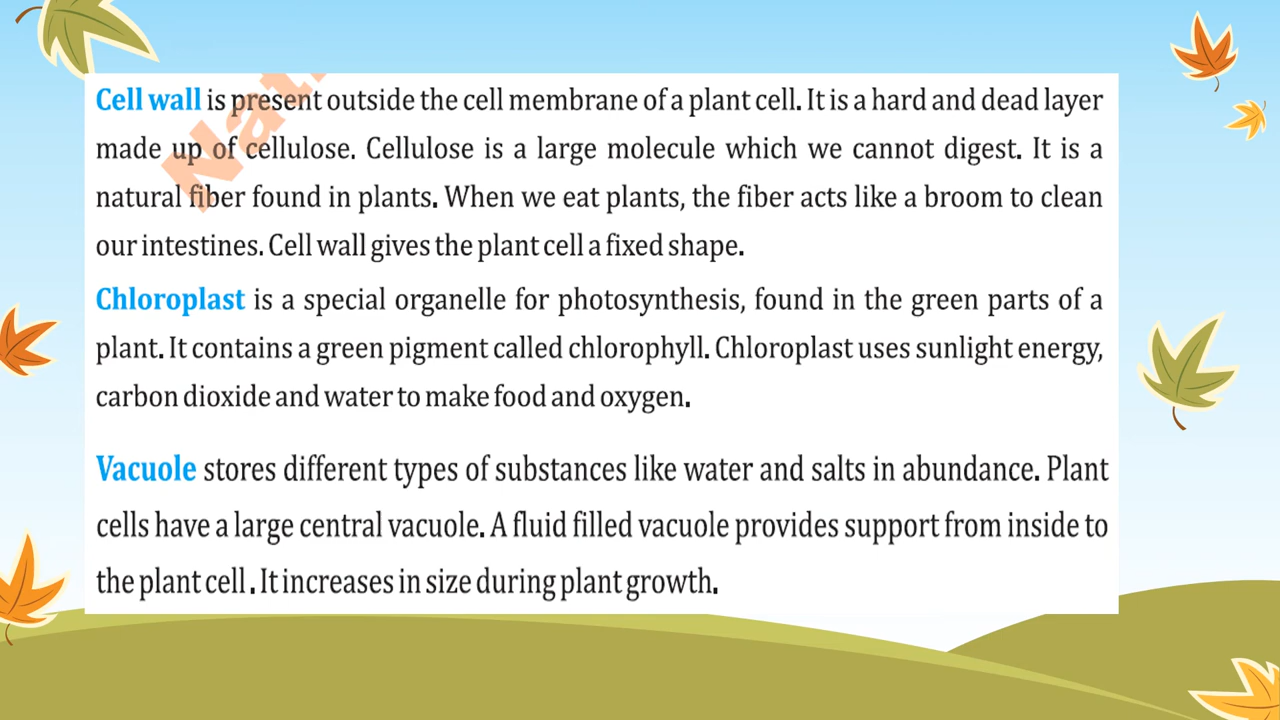 Cell wall is present outside the cell membrane of a plant cell. It is a hard and dead layer
made up of cellulose. Cellulose is a large molecule which we cannot digest. It is a
natural fiber found in plants. When we eat plants, the fiber acts like a broom to clean
our intestines. Cell wall gives the plant cell a fixed shape.
Chloroplast is a special organelle for photosynthesis, found in the green parts of a
plant. It contains a green pigment called chlorophyll. Chloroplast uses sunlight energy,
carbon dioxide and water to make food and oxygen.
Vacuole stores different types of substances like water and salts in abundance. Plant
cells have a large central vacuole. A fluid filled vacuole provides support from inside to
the plant cell. It increases in size during plant growth.